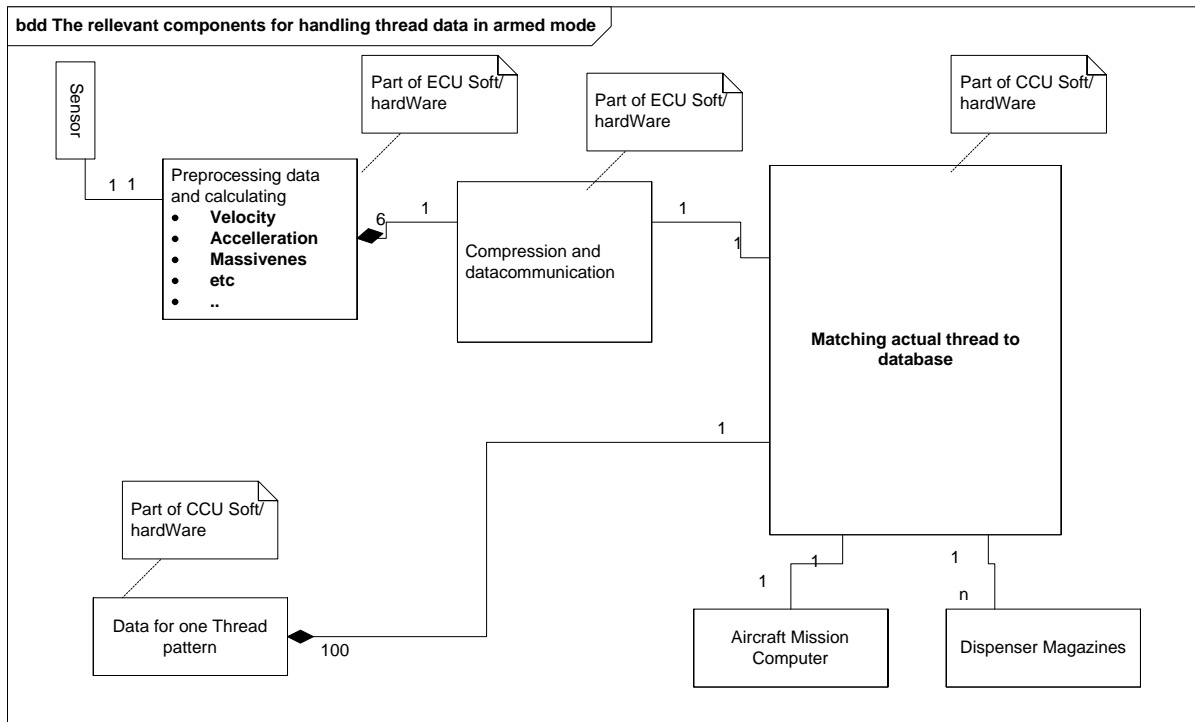 bdd The rellevant components for handling thread data in armed mode
Sensor
Part of ECU Soft/
hardWare
Part of ECU Soft/
hardWare
Part of CCU Soft/
hardWare
1 1
Preprocessing data
and calculating
• Velocity
• Accelleration
• Massivenes
• etc
• ..
6
1
Compression and
datacommunication
1
1
Matching actual thread to
database
1
Part of CCU Soft/
hardWare
Data for one Thread
pattern
100
1
1
1
n
Aircraft Mission
Computer
Dispenser Magazines